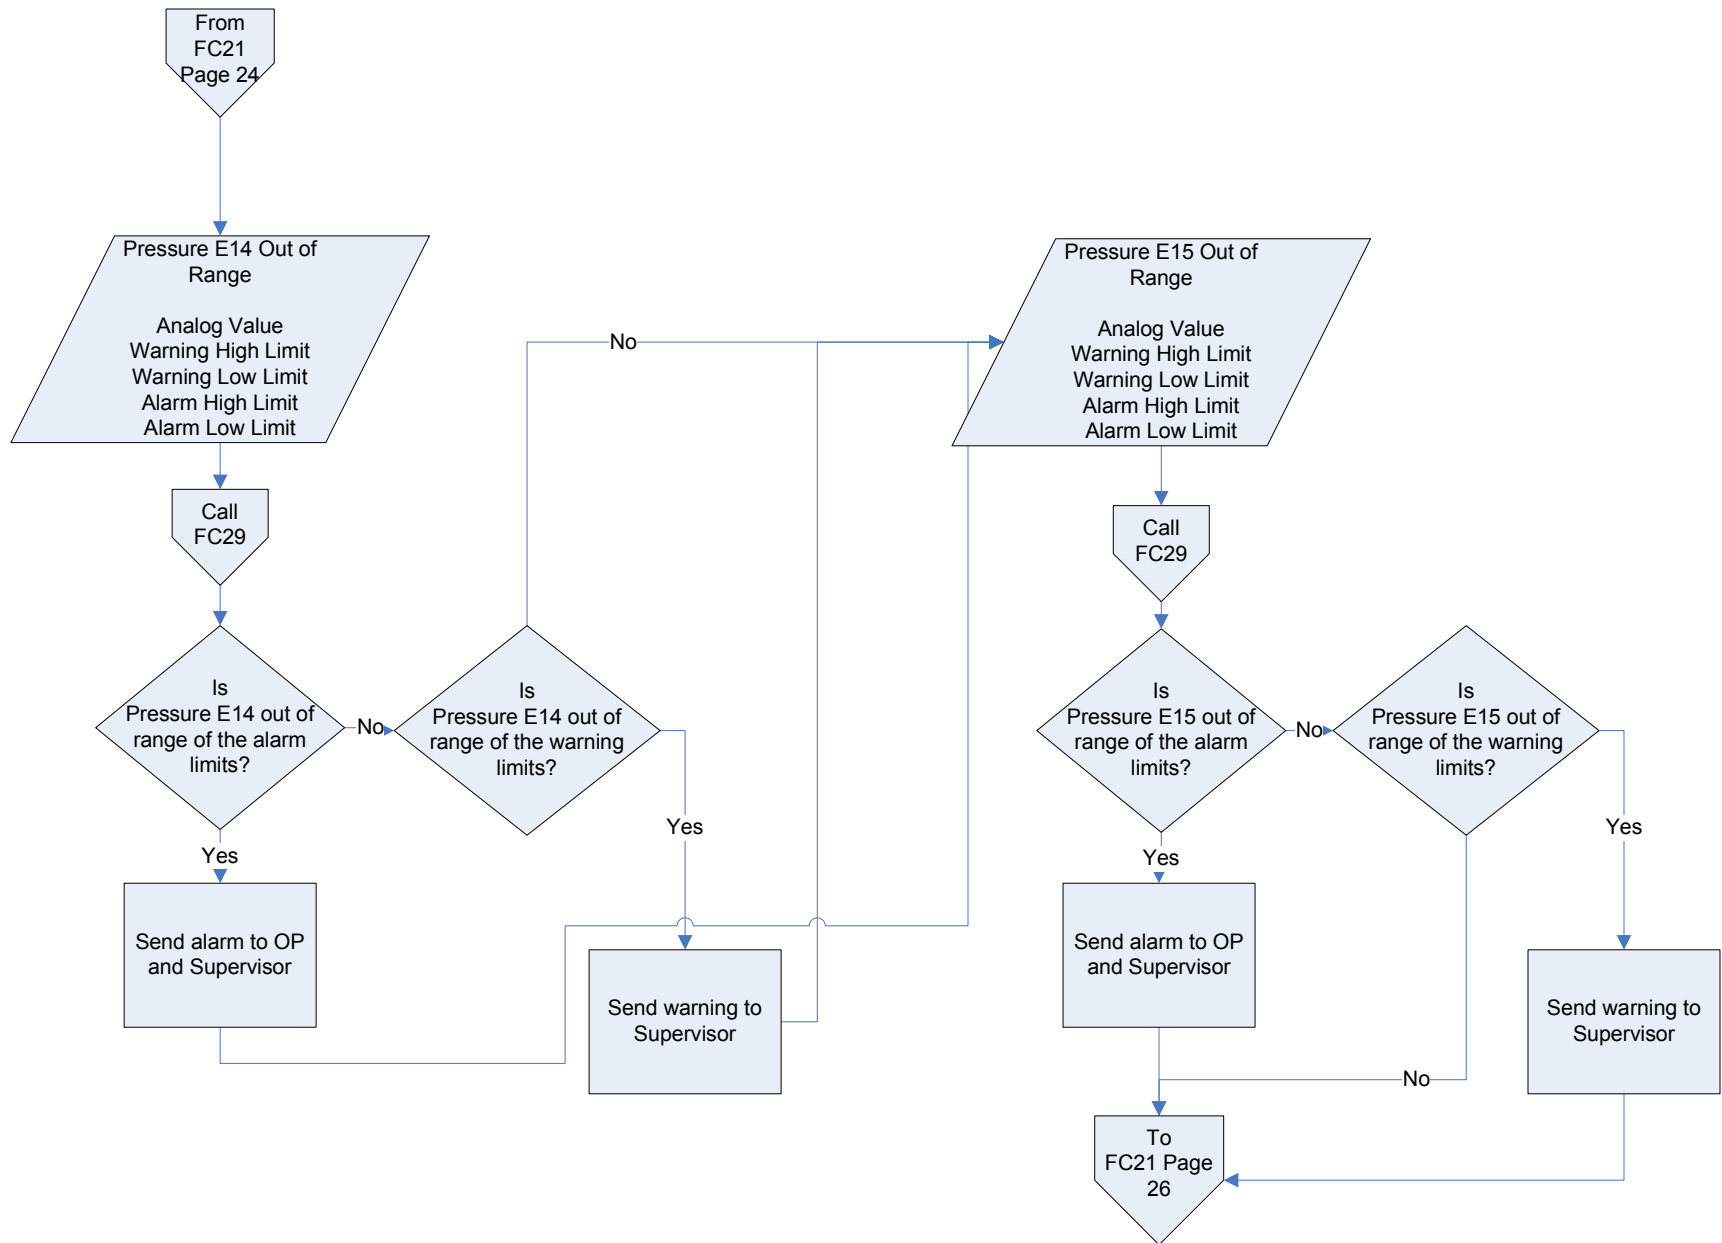 From
FC21
Page 24
Pressure E14 Out of
Range
Analog Value
Warning High Limit
Warning Low Limit
Alarm High Limit
Alarm Low Limit
Call
FC29
Is
Pressure E14 out of
range of the alarm
limits?
No
Is
Pressure E14 out of
range of the warning
limits?
No
Yes
Yes
Send alarm to OP
and Supervisor
Send warning to
Supervisor
Pressure E15 Out of
Range
Analog Value
Warning High Limit
Warning Low Limit
Alarm High Limit
Alarm Low Limit
Call
FC29
Is
Pressure E15 out of
range of the alarm
limits?
No
Is
Pressure E15 out of
range of the warning
limits?
Yes
Yes
Send alarm to OP
and Supervisor
Send warning to
Supervisor
No
To
FC21 Page
26